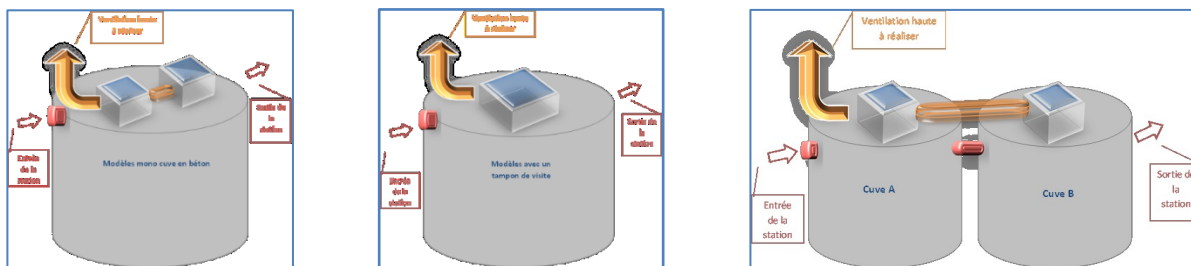 Ventilation haute
à réaliser
Entrée
de la
station
Modèles mono cuve en béton
Sortie de
la
station
Ventilation haute
à réaliser
Entrée
de la
station
Modèles avec un
tampon de visite
Sortie de
la
station
Ventilation haute
à réaliser
Entrée
de la
station
Cuve A
Cuve B
Sortie de
la
station